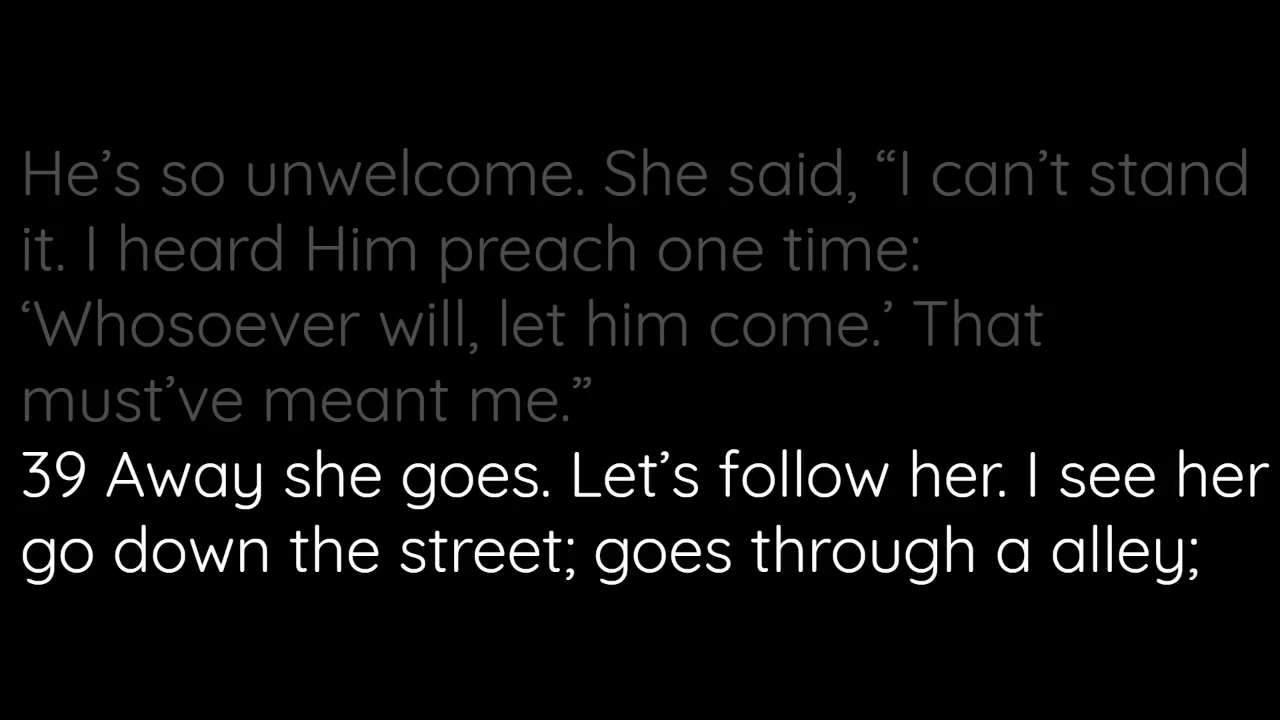 He’s so unwelcome. She said, “I can’t stand
it. I heard Him preach one time:
‘Whosoever will, let him come.’ That
must’ve meant me.”
39 Away she goes. Let’s follow her. I see her
go down the street; goes through a alley;